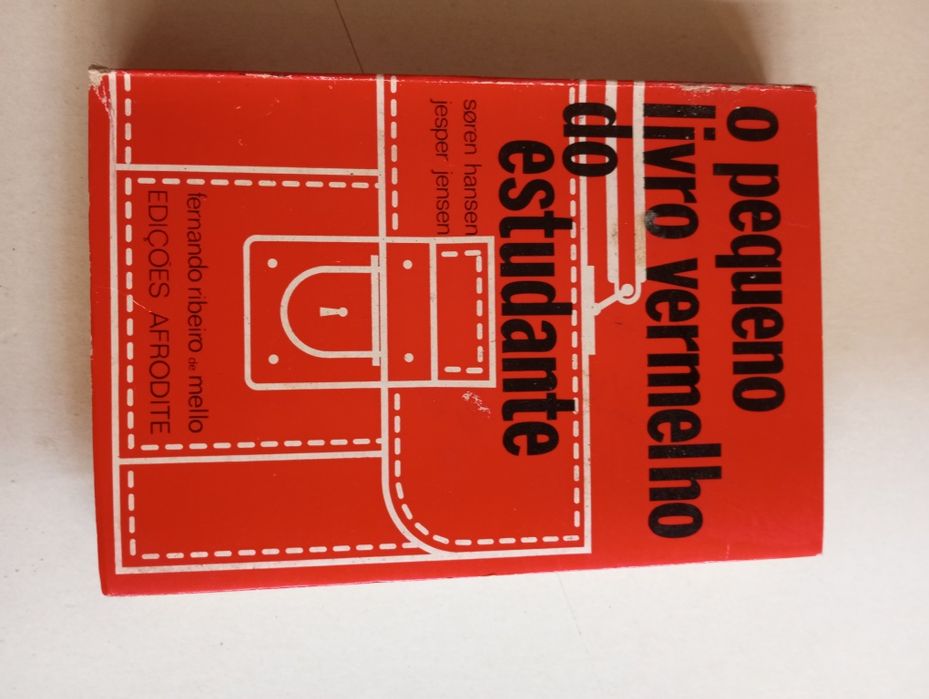 o pequeno
livro vermelho
do
estudante
søren hansen
jesper jensen
fernando ribeiro de mello
EDIÇÕES AFRODITE